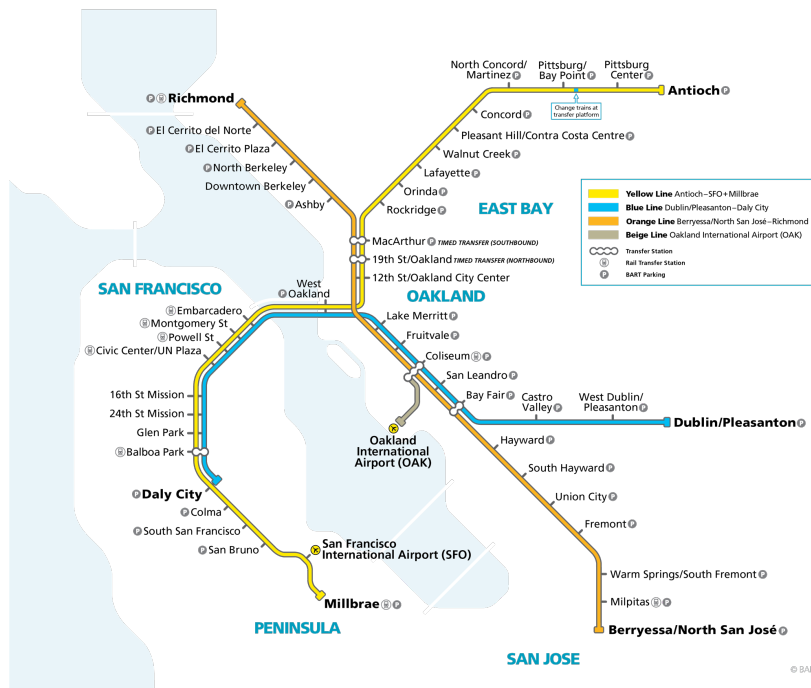 North Concord/
Martinez P
Pittsburg/
Bay Point P
Pittsburg
Center P
Antioch P
Change trains at
transfer platform
P Richmond
P El Cerrito del Norte
P El Cerrito Plaza
P North Berkeley
Downtown Berkeley
P Ashby
Concord P
Pleasant Hill/Contra Costa Centre P
Walnut Creek P
Lafayette P
Orinda P
Rockridge P
EAST BAY
Yellow Line Antioch–SFO+Millbrae
Blue Line Dublin/Pleasanton–Daly City
Orange Line Berryessa/North San José–Richmond
Beige Line Oakland International Airport (OAK)
Transfer Station
Rail Transfer Station
P BART Parking
MacArthur P TIMED TRANSFER (SOUTHBOUND)
19th St/Oakland TIMED TRANSFER (NORTHBOUND)
12th St/Oakland City Center
OAKLAND
SAN FRANCISCO
West
P Oakland
Embarcadero
Montgomery St
Powell St
Civic Center/UN Plaza
16th St Mission
24th St Mission
Glen Park
Balboa Park
P Daly City
P Colma
P South San Francisco
P San Bruno
San Francisco
International Airport (SFO)
Millbrae P
PENINSULA
Lake Merritt P
Fruitvale P
Coliseum P
San Leandro P
Bay Fair P
Castro
Valley P
West Dublin/
Pleasanton P
Dublin/Pleasanton P
Oakland
International
Airport (OAK)
Hayward P
South Hayward P
Union City P
Fremont P
Warm Springs/South Fremont P
Milpitas P
Berryessa/North San José P
SAN JOSE
© BA